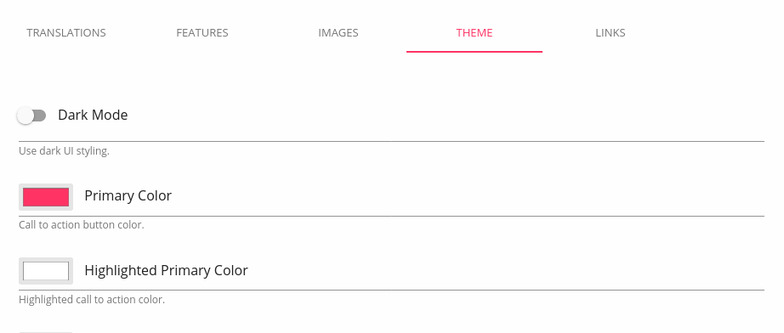 TRANSLATIONS FEATURES IMAGES THEME LINKS
Dark Mode
Use dark UI styling.
Primary Color
Call to action button color.
Highlighted Primary Color
Highlighted call to action color.